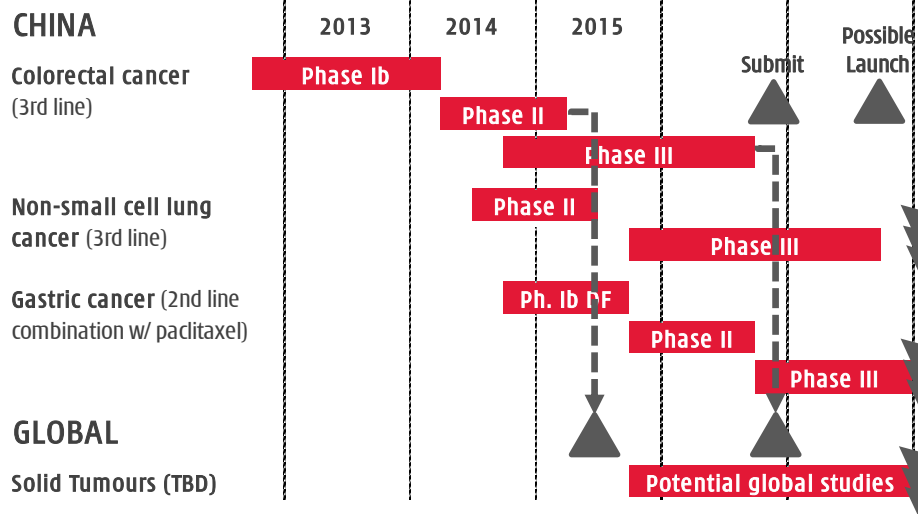 CHINA
2013
2014
2015
Possible
Launch
Submit
Colorectal cancer
(3rd line)
Phase Ib
Phase II
Phase III
Non-small cell lung
cancer (3rd line)
Phase II
Phase III
Gastric cancer (2nd line
combination w/ paclitaxel)
Ph. Ib DF
Phase II
Phase III
GLOBAL
Solid Tumours (TBD)
Potential global studies